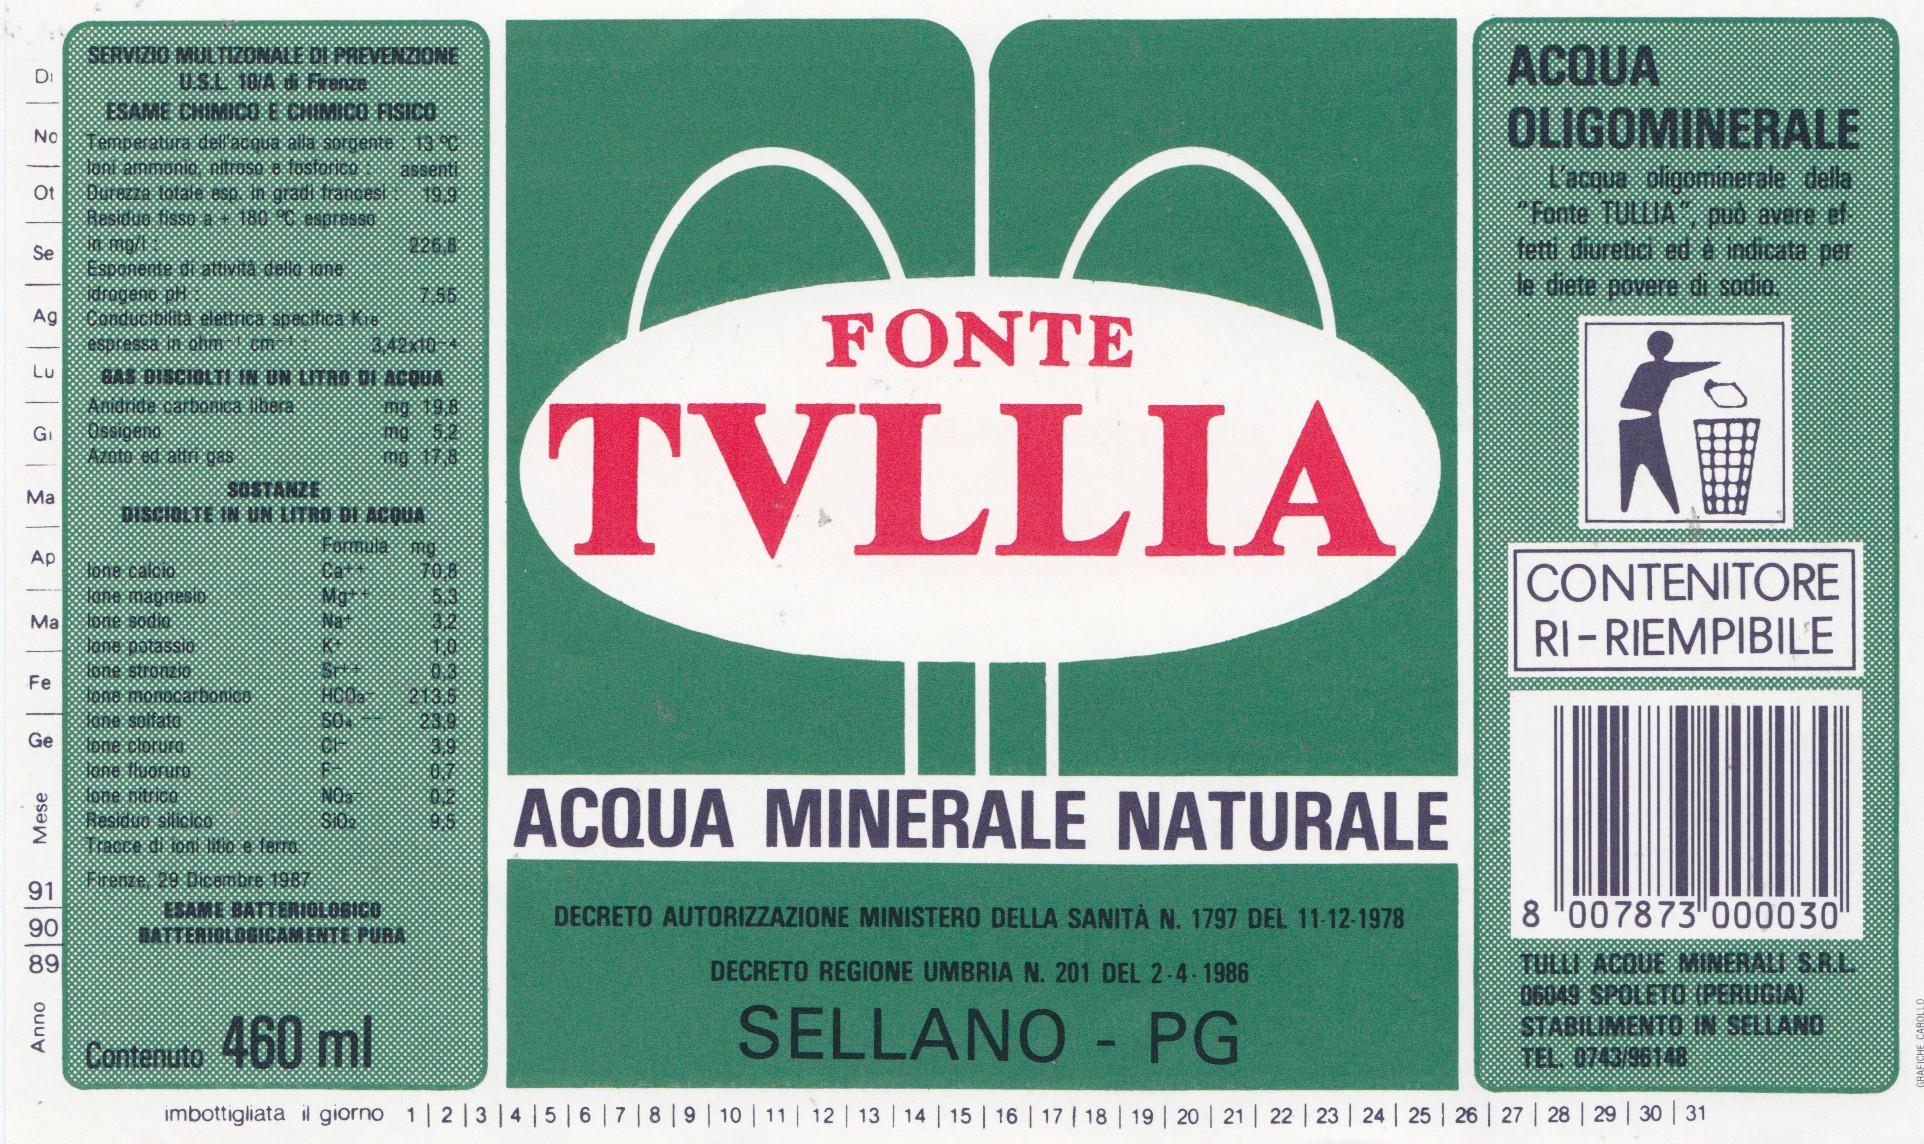 Di
No
Ot
Se
Ag
Lu
Gi
Ma
Ap
Ma
Fe
Ge
Mese
91
90
89
Anno
SERVIZIO MULTIZONALE DI PREVENZIONE
U.S.L. 10/A di Firenze
ESAME CHIMICO E CHIMICO FISICO
Temperatura dell'acqua alla sorgente : 13 °C
Ioni ammonio, nitroso e fosforico : assenti
Durezza totale esp. in gradi francesi : 19,9
Residuo fisso a + 180 °C espresso
in mg/l : 226,8
Esponente di attività dello ione
idrogeno pH : 7,55
Conducibilità elettrica specifica K₁₈
espressa in ohm⁻¹ cm⁻¹ : 3,42x10⁻⁴
GAS DISCIOLTI IN UN LITRO DI ACQUA
Anidride carbonica libera mg 19,8
Ossigeno mg 5,2
Azoto ed altri gas mg 17,8
SOSTANZE
DISCIOLTE IN UN LITRO DI ACQUA
Formula mg
Ione calcio Ca⁺⁺ 70,8
Ione magnesio Mg⁺⁺ 5,3
Ione sodio Na⁺ 3,2
Ione potassio K⁺ 1,0
Ione stronzio Sr⁺⁺ 0,3
Ione monocarbonico HCO₃⁻ 213,5
Ione solfato SO₄⁻⁻ 23,9
Ione cloruro Cl⁻ 3,9
Ione fluoruro F⁻ 0,7
Ione nitrico NO₃⁻ 0,2
Residuo silicico SiO₂ 9,5
Tracce di ioni litio e ferro.
Firenze, 29 Dicembre 1987
ESAME BATTERIOLOGICO
BATTERIOLOGICAMENTE PURA
Contenuto 460 ml
FONTE
TVLLIA
ACQUA MINERALE NATURALE
DECRETO AUTORIZZAZIONE MINISTERO DELLA SANITÀ N. 1797 DEL 11-12-1978
DECRETO REGIONE UMBRIA N. 201 DEL 2-4-1986
SELLANO - PG
ACQUA
OLIGOMINERALE
L'acqua oligominerale della
"Fonte TULLIA", può avere ef-
fetti diuretici ed è indicata per
le diete povere di sodio.
CONTENITORE
RI-RIEMPIBILE
8 007873 000030
TULLI ACQUE MINERALI S.R.L.
06049 SPOLETO (PERUGIA)
STABILIMENTO IN SELLANO
TEL. 0743/96148
GRAFICHE CAROLLO
imbottigliata il giorno 1 | 2 | 3 | 4 | 5 | 6 | 7 | 8 | 9 | 10 | 11 | 12 | 13 | 14 | 15 | 16 | 17 | 18 | 19 | 20 | 21 | 22 | 23 | 24 | 25 | 26 | 27 | 28 | 29 | 30 | 31